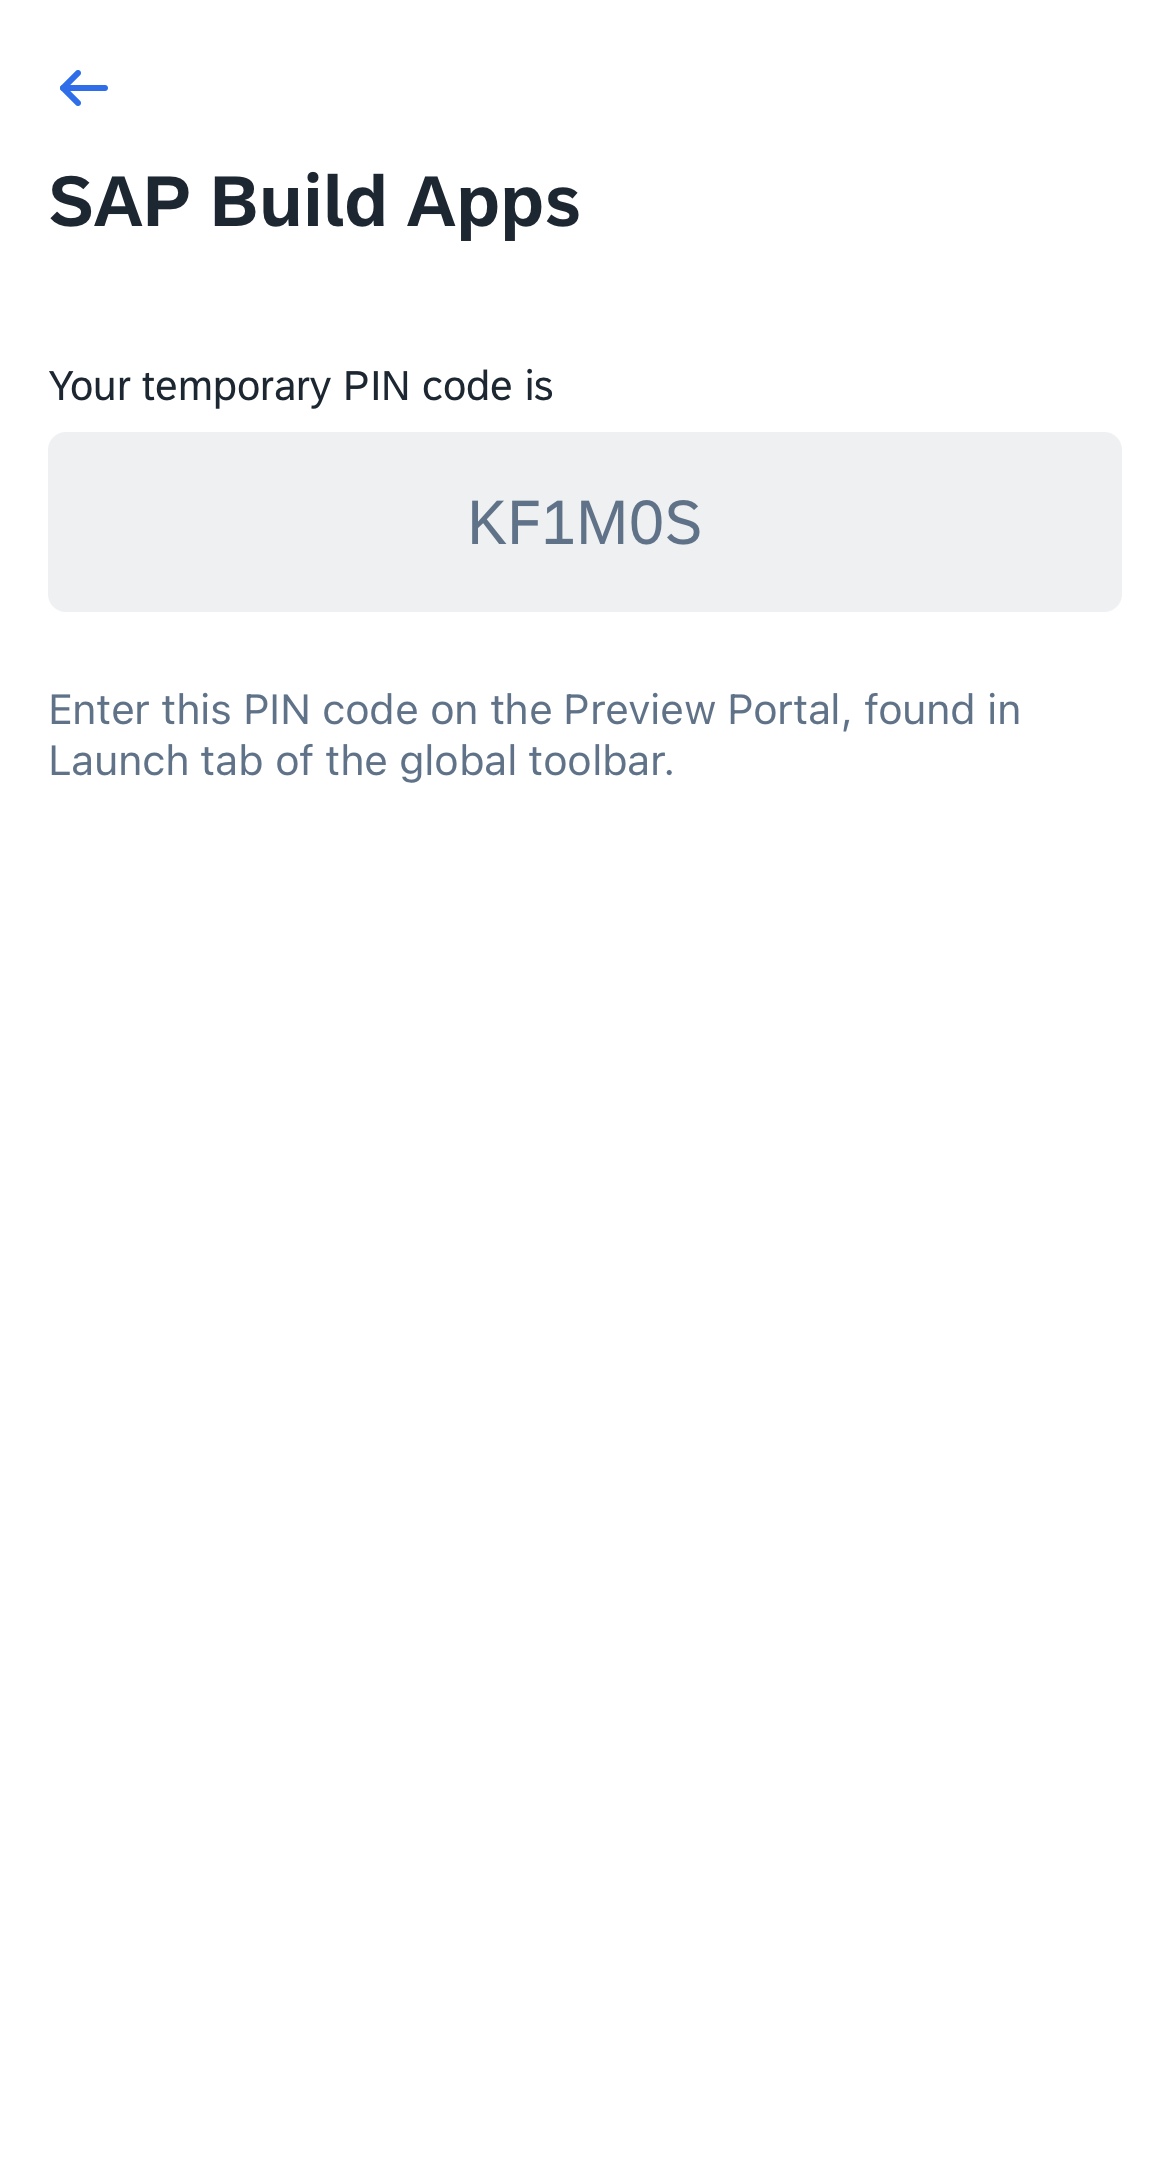 SAP Build Apps
Your temporary PIN code is
KF1M0S
Enter this PIN code on the Preview Portal, found in
Launch tab of the global toolbar.